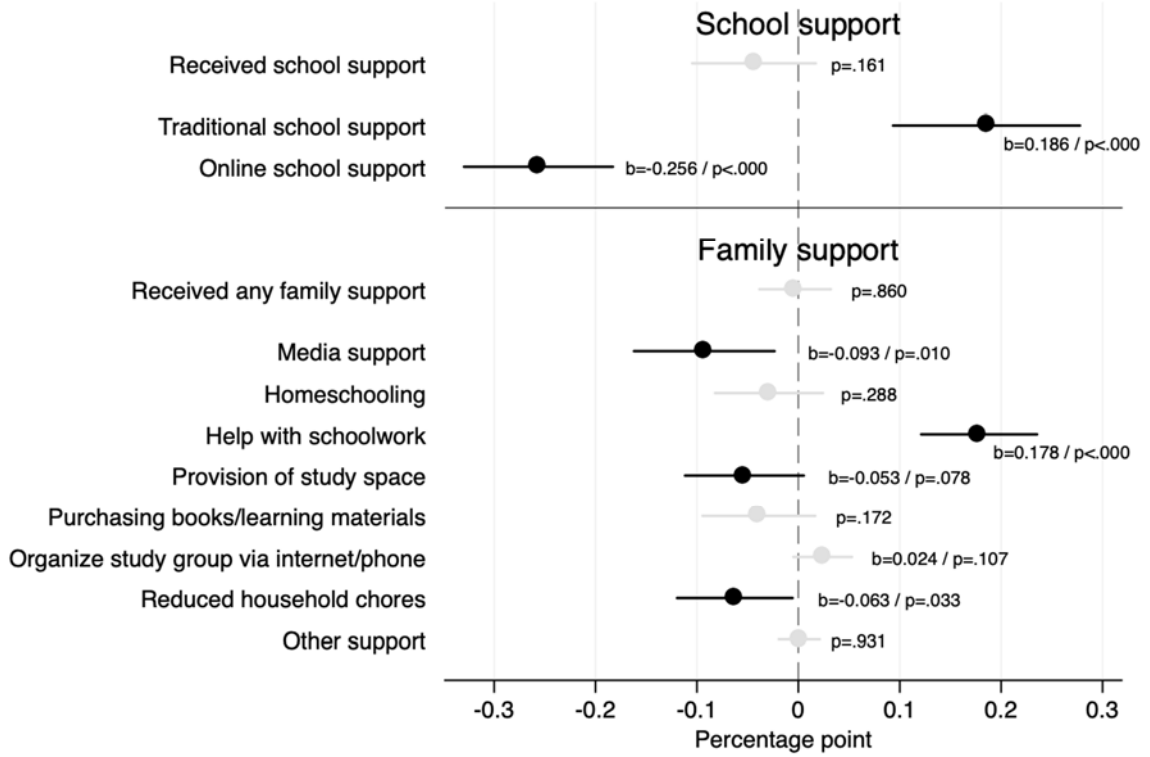 School support
Received school support
p=.161
Traditional school support
b=0.186 / p<.000
Online school support
b=-0.256 / p<.000
Family support
Received any family support
p=.860
Media support
b=-0.093 / p=.010
Homeschooling
p=.288
Help with schoolwork
b=0.178 / p<.000
Provision of study space
b=-0.053 / p=.078
Purchasing books/learning materials
p=.172
Organize study group via internet/phone
b=0.024 / p=.107
Reduced household chores
b=-0.063 / p=.033
Other support
p=.931
-0.3 -0.2 -0.1 0 0.1 0.2 0.3
Percentage point